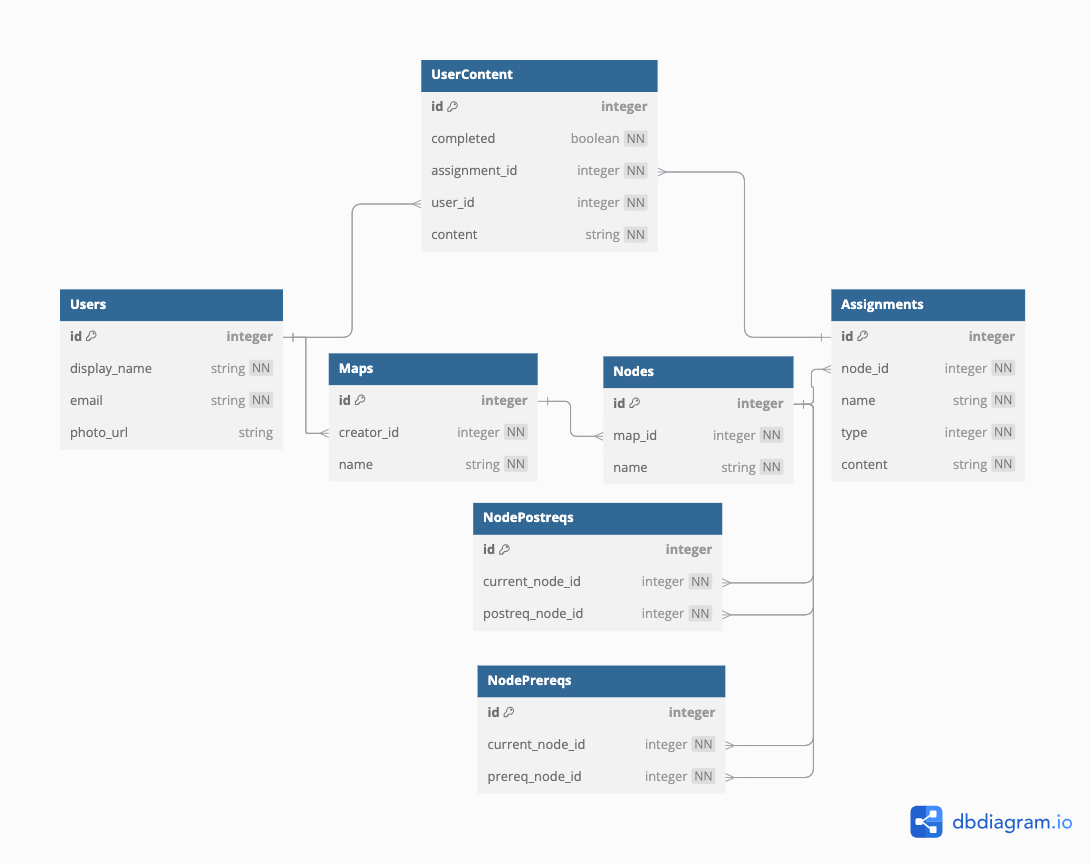 UserContent
id integer
completed boolean NN
assignment_id integer NN
user_id integer NN
content string NN
Users
id integer
display_name string NN
email string NN
photo_url string
Maps
id integer
creator_id integer NN
name string NN
Nodes
id integer
map_id integer NN
name string NN
Assignments
id integer
node_id integer NN
name string NN
type integer NN
content string NN
NodePostreqs
id integer
current_node_id integer NN
postreq_node_id integer NN
NodePrereqs
id integer
current_node_id integer NN
prereq_node_id integer NN
dbdiagram.io